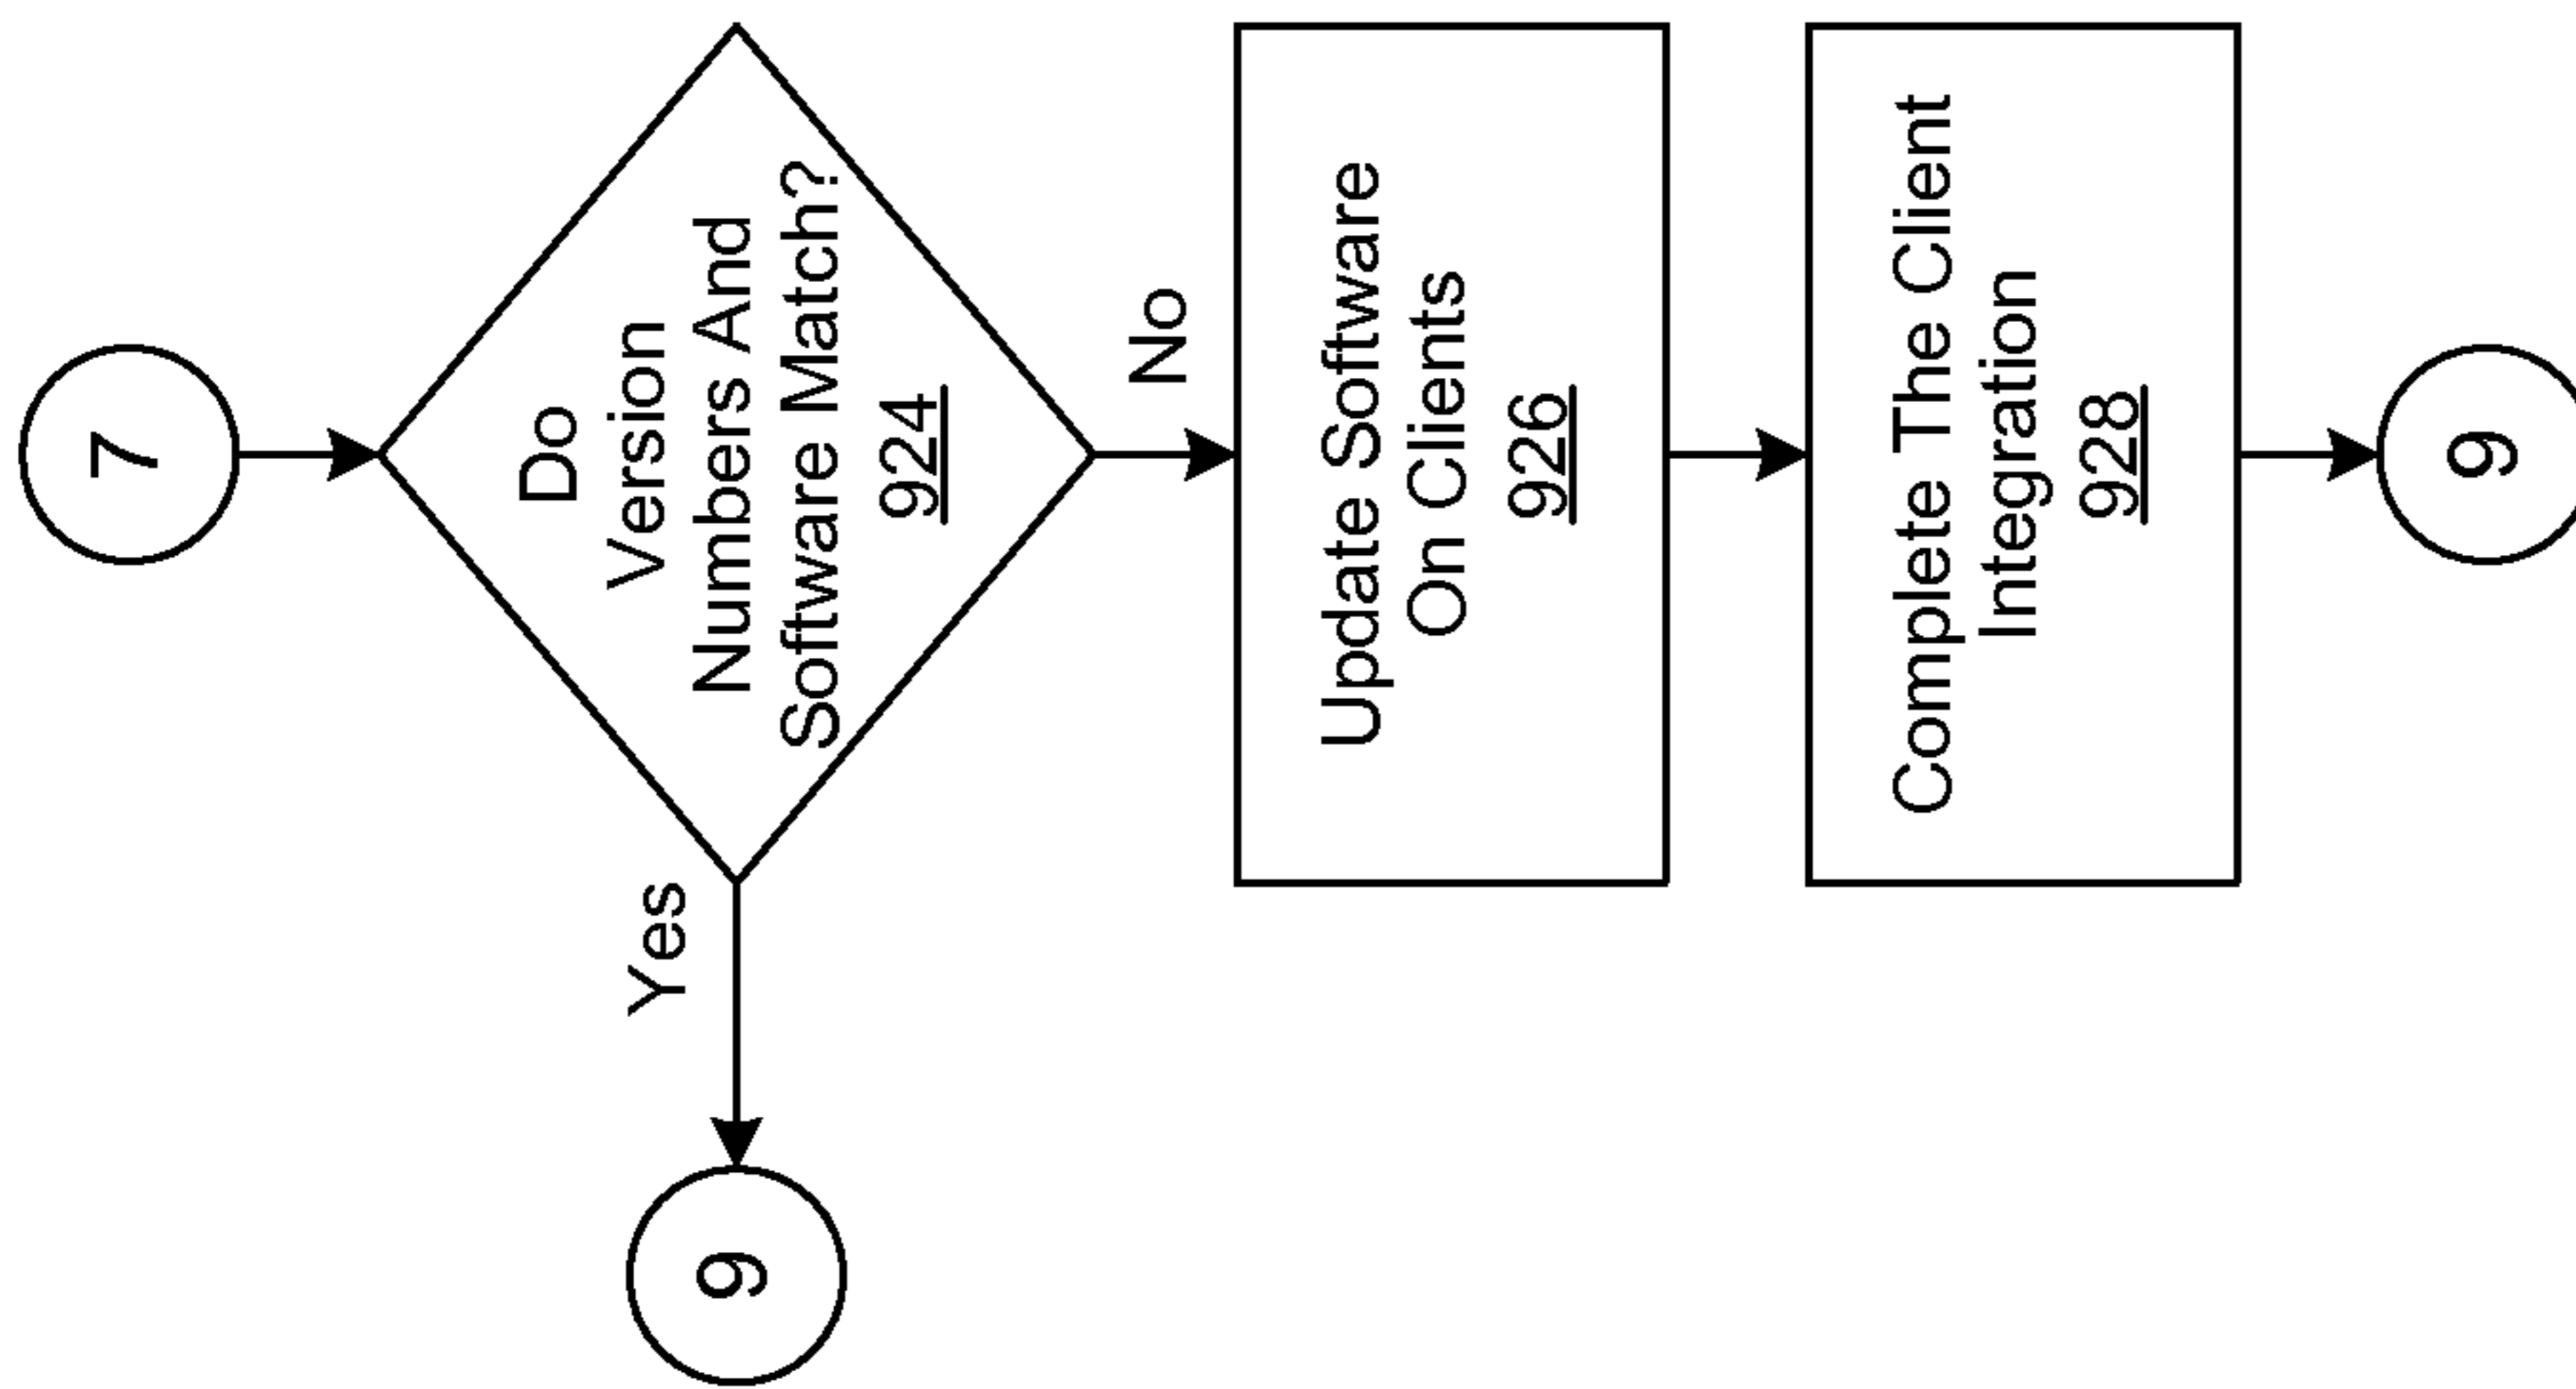 7
Do
Version
Numbers And
Software Match?
924
Yes
9
No
Update Software
On Clients
926
Complete The Client
Integration
928
9